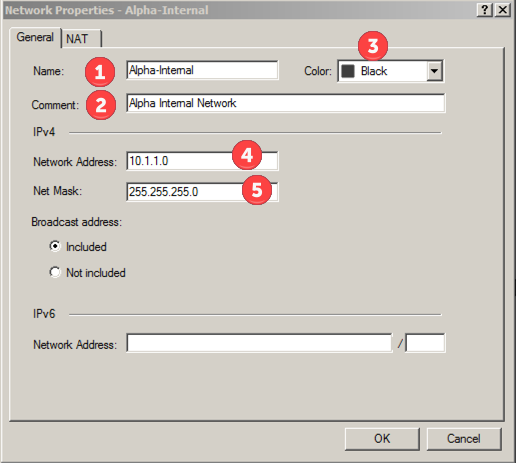 Network Properties - Alpha-Internal ? X
General NAT
3
Name: 1 Alpha-Internal Color: Black
Comment: 2 Alpha Internal Network
IPv4
Network Address: 10.1.1.0 4
Net Mask: 255.255.255.0 5
Broadcast address:
Included
Not included
IPv6
Network Address: /
OK Cancel